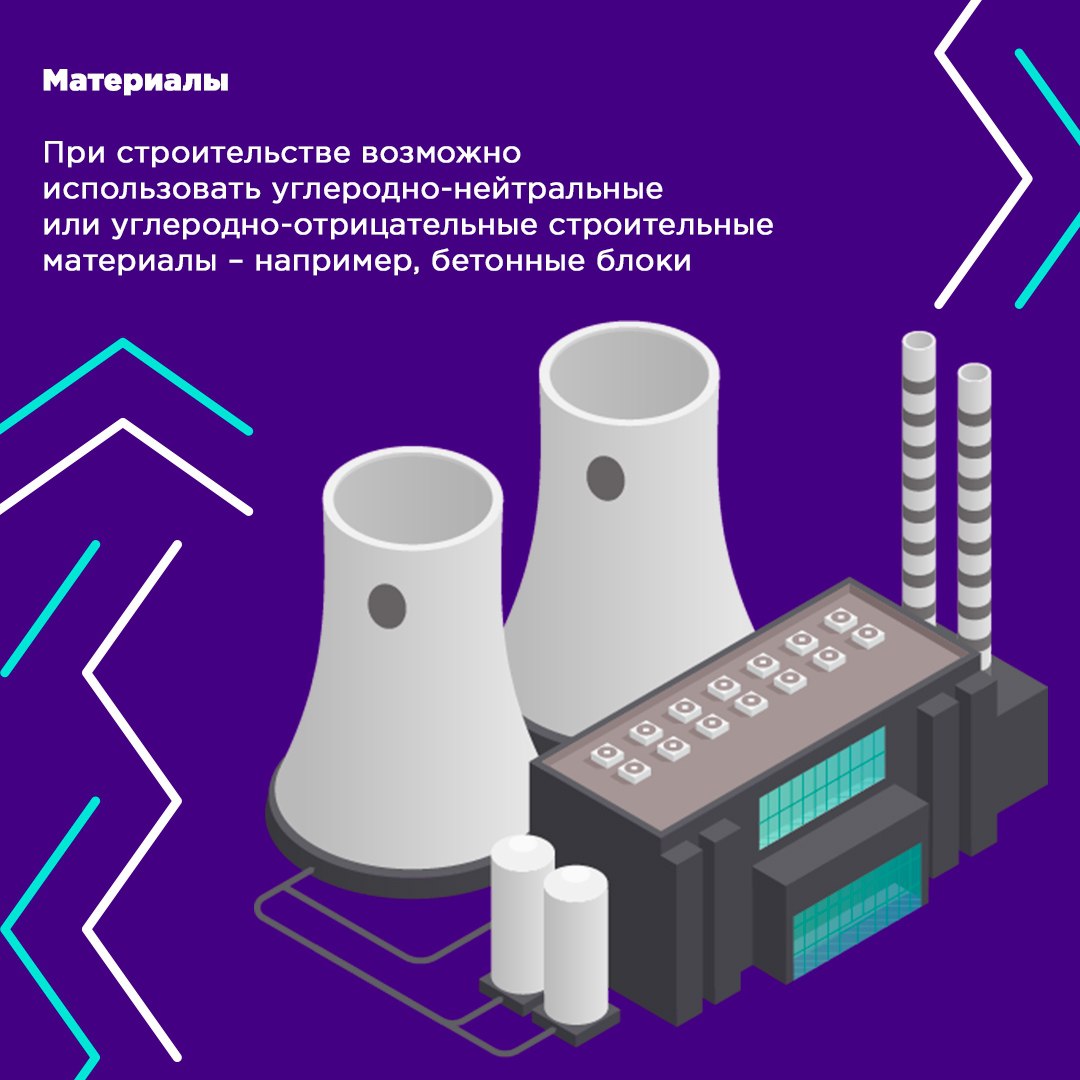 Материалы
При строительстве возможно
использовать углеродно-нейтральные
или углеродно-отрицательные строительные
материалы – например, бетонные блоки